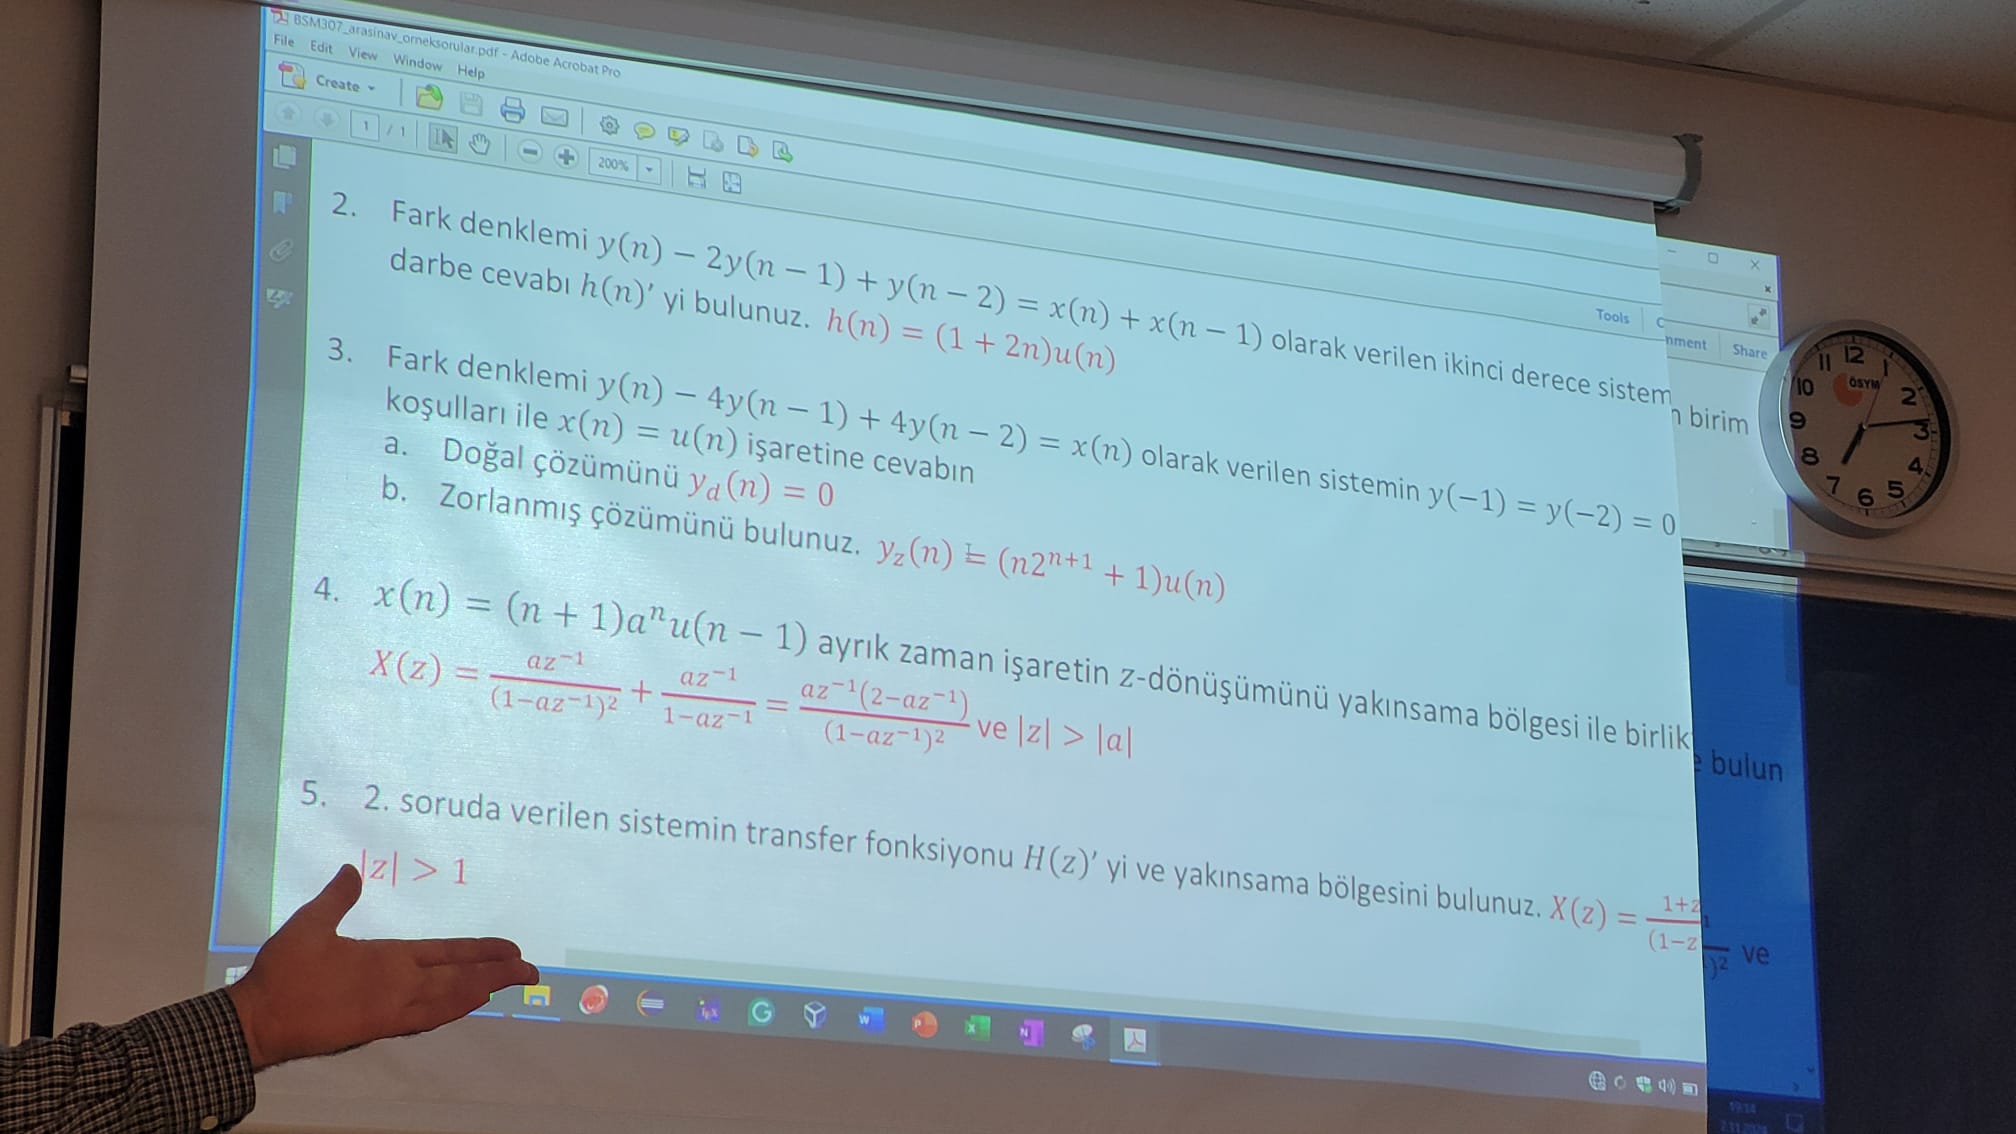 BSM307_arasinav_orneksorular.pdf - Adobe Acrobat Pro
File Edit View Window Help
Create
1 / 1 200%
Tools
nment Share
2. Fark denklemi y(n) − 2y(n − 1) + y(n − 2) = x(n) + x(n − 1) olarak verilen ikinci derece sistem n birim
darbe cevabı h(n)' yi bulunuz. h(n) = (1 + 2n)u(n)
3. Fark denklemi y(n) − 4y(n − 1) + 4y(n − 2) = x(n) olarak verilen sistemin y(−1) = y(−2) = 0
koşulları ile x(n) = u(n) işaretine cevabın
a. Doğal çözümünü y_d(n) = 0
b. Zorlanmış çözümünü bulunuz. y_z(n) = (n2^{n+1} + 1)u(n)
4. x(n) = (n + 1)a^n u(n − 1) ayrık zaman işaretin z-dönüşümünü yakınsama bölgesi ile birlik e bulun
X(z) = az^{−1}/(1−az^{−1})^2 + az^{−1}/1−az^{−1} = az^{−1}(2−az^{−1})/(1−az^{−1})^2 ve |z| > |a|
5. 2. soruda verilen sistemin transfer fonksiyonu H(z)' yi ve yakınsama bölgesini bulunuz. X(z) = 1+z^{1}/(1−z )^2 ve
|z| > 1
ÖSYM
12 1 2 3 4 5 6 7 8 9 10 11
19:14